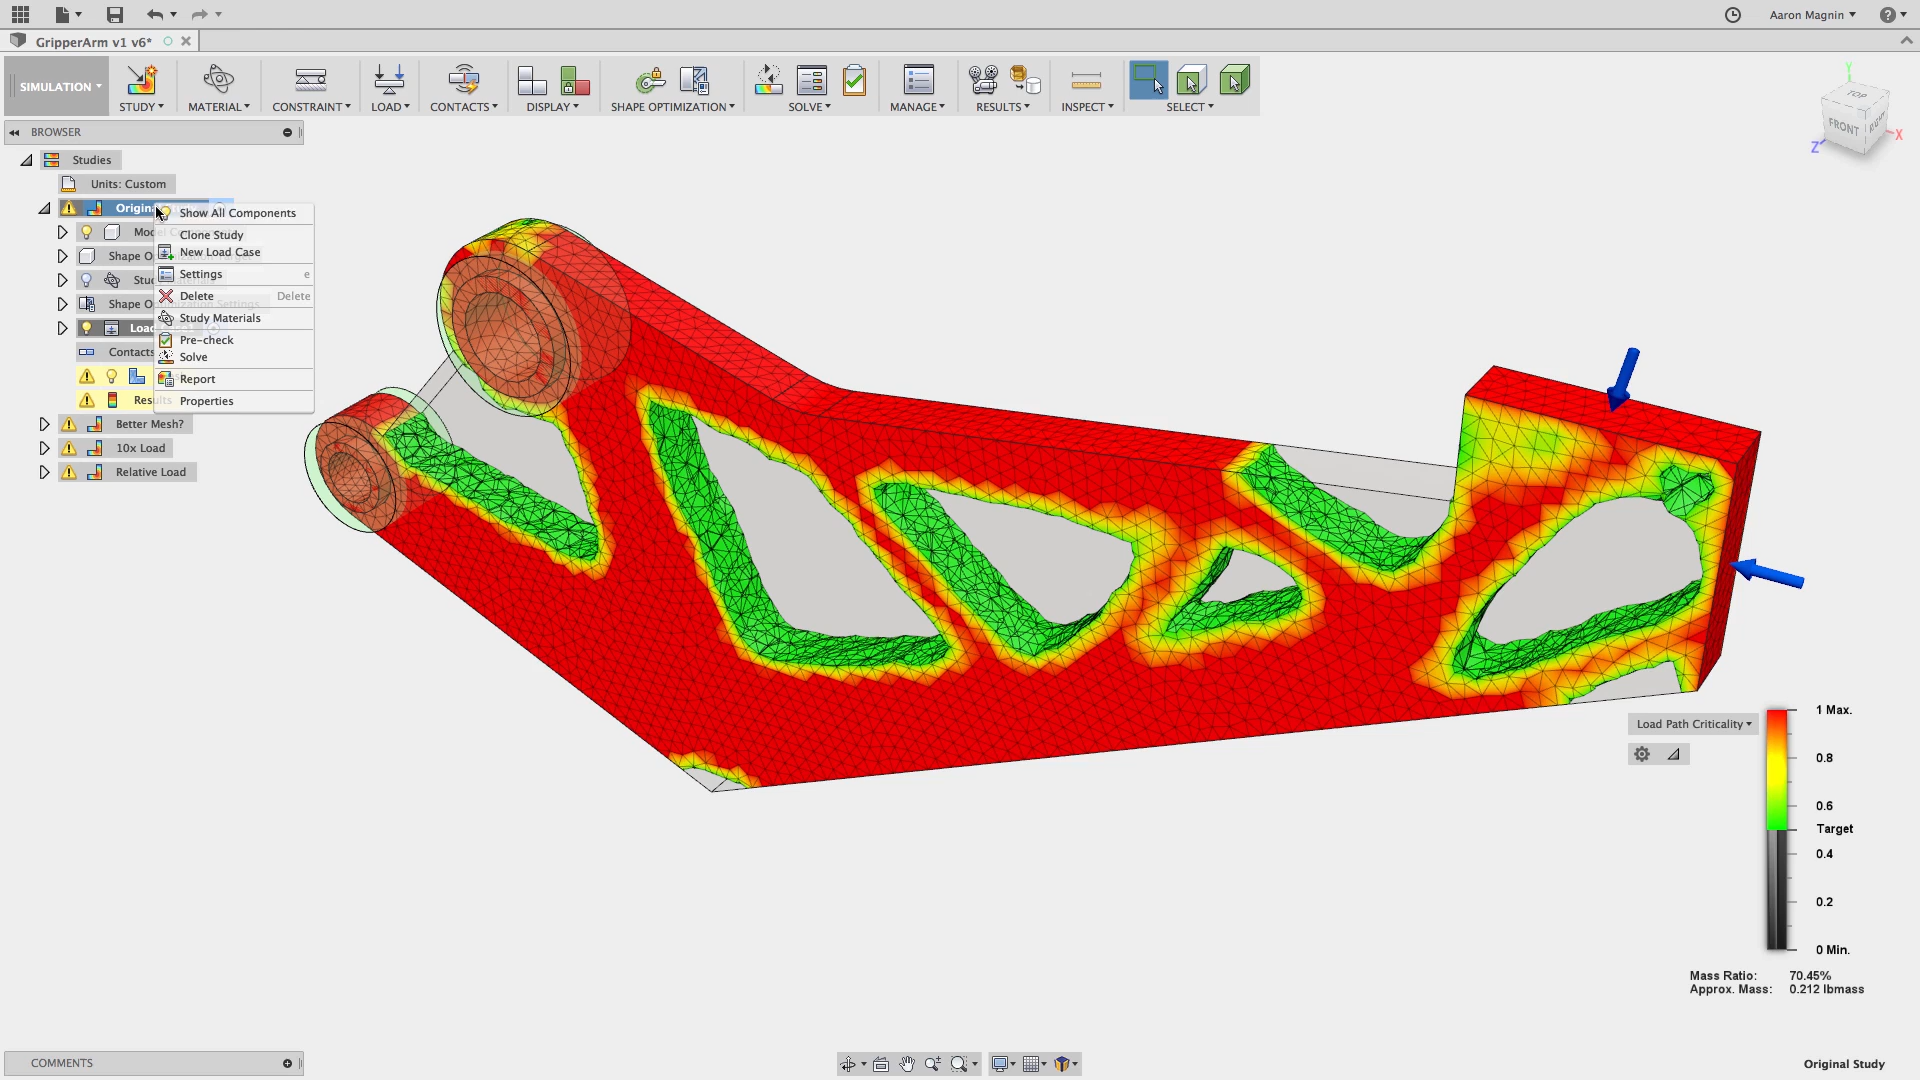 Aaron Magnin
?
GripperArm v1 v6*
SIMULATION
STUDY
MATERIAL
CONSTRAINT
LOAD
CONTACTS
DISPLAY
SHAPE OPTIMIZATION
SOLVE
MANAGE
RESULTS
INSPECT
SELECT
Y
TOP
FRONT
RIGHT
X
Z
BROWSER
Studies
Units: Custom
Show All Components
Clone Study
New Load Case
Settings e
Delete Delete
Study Materials
Pre-check
Solve
Report
Properties
Shape O
Contacts
Better Mesh?
10x Load
Relative Load
Load Path Criticality
1 Max.
0.8
0.6
Target
0.4
0.2
0 Min.
Mass Ratio: 70.45%
Approx. Mass: 0.212 lbmass
COMMENTS
Original Study